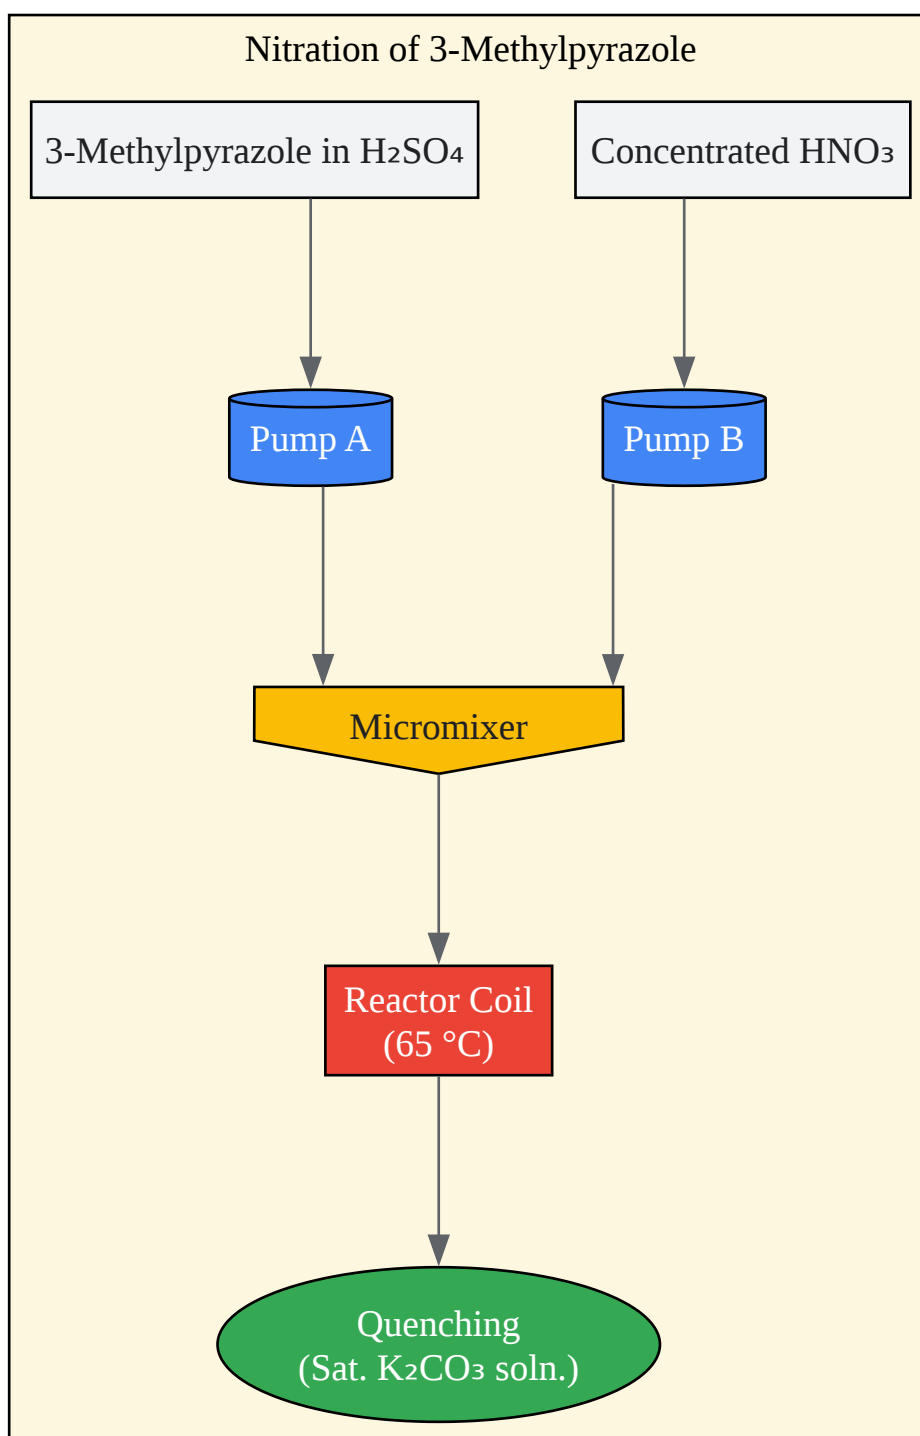 Nitration of 3-Methylpyrazole
3-Methylpyrazole in H₂SO₄
Concentrated HNO₃
Pump A
Pump B
Micromixer
Reactor Coil
(65 °C)
Quenching
(Sat. K₂CO₃ soln.)